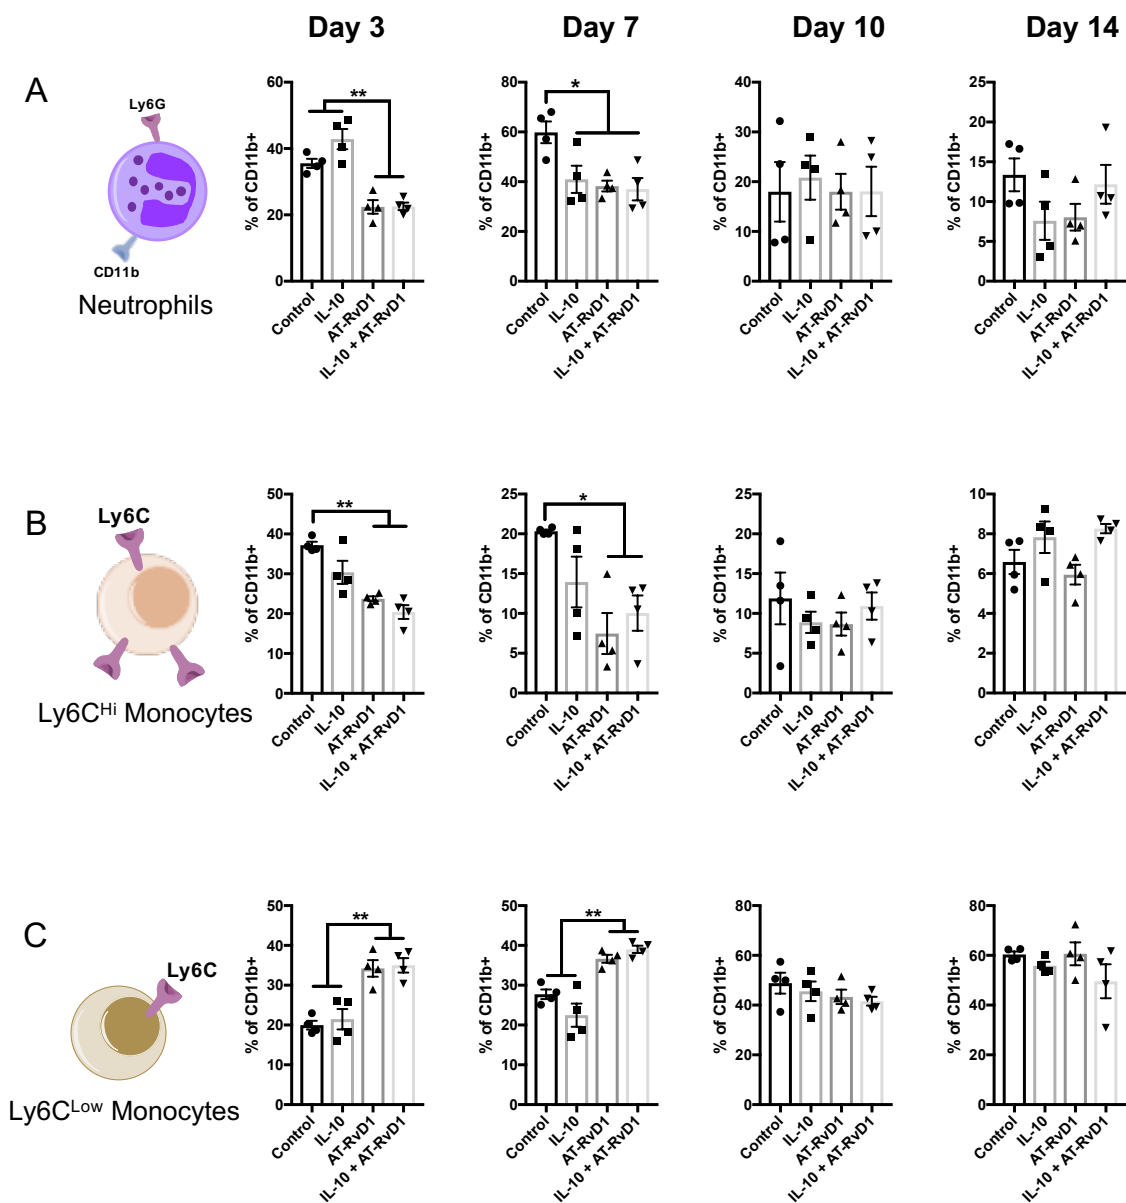 Day 3 Day 7 Day 10 Day 14
A
Ly6G
CD11b
Neutrophils
% of CD11b+
60
40
20
0
**
Control
IL-10
AT-RvD1
IL-10 + AT-RvD1
% of CD11b+
80
60
40
20
0
*
Control
IL-10
AT-RvD1
IL-10 + AT-RvD1
% of CD11b+
40
30
20
10
0
Control
IL-10
AT-RvD1
IL-10 + AT-RvD1
% of CD11b+
25
20
15
10
5
0
Control
IL-10
AT-RvD1
IL-10 + AT-RvD1
B
Ly6C
Ly6C^Hi Monocytes
% of CD11b+
50
40
30
20
10
0
**
Control
IL-10
AT-RvD1
IL-10 + AT-RvD1
% of CD11b+
25
20
15
10
5
0
*
Control
IL-10
AT-RvD1
IL-10 + AT-RvD1
% of CD11b+
25
20
15
10
5
0
Control
IL-10
AT-RvD1
IL-10 + AT-RvD1
% of CD11b+
10
8
6
4
2
0
Control
IL-10
AT-RvD1
IL-10 + AT-RvD1
C
Ly6C
Ly6C^Low Monocytes
% of CD11b+
50
40
30
20
10
0
**
Control
IL-10
AT-RvD1
IL-10 + AT-RvD1
% of CD11b+
50
40
30
20
10
0
**
Control
IL-10
AT-RvD1
IL-10 + AT-RvD1
% of CD11b+
80
60
40
20
0
Control
IL-10
AT-RvD1
IL-10 + AT-RvD1
% of CD11b+
80
60
40
20
0
Control
IL-10
AT-RvD1
IL-10 + AT-RvD1